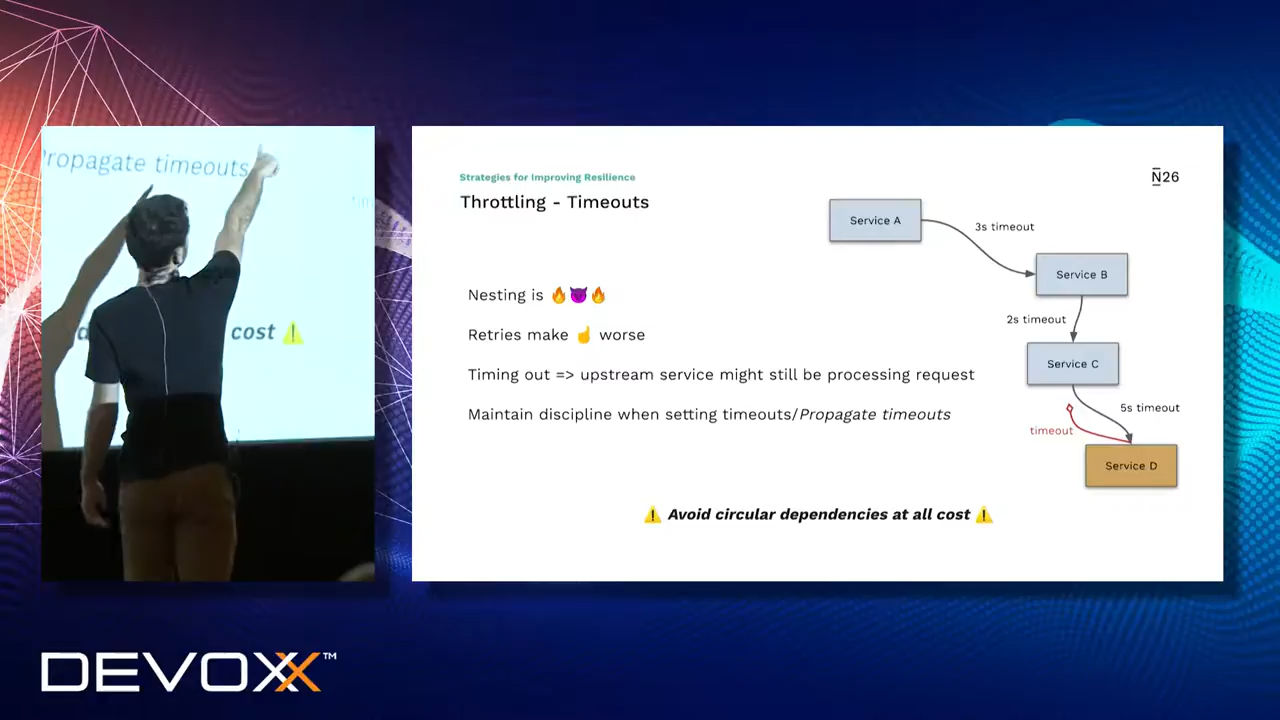 Propagate timeouts
cost ⚠️
Strategies for Improving Resilience
N26
Throttling - Timeouts
Service A
3s timeout
Service B
Nesting is 🔥😈🔥
2s timeout
Retries make ☝️ worse
Service C
Timing out => upstream service might still be processing request
Maintain discipline when setting timeouts/Propagate timeouts
5s timeout
timeout
Service D
⚠️ Avoid circular dependencies at all cost ⚠️
DEVOXX™